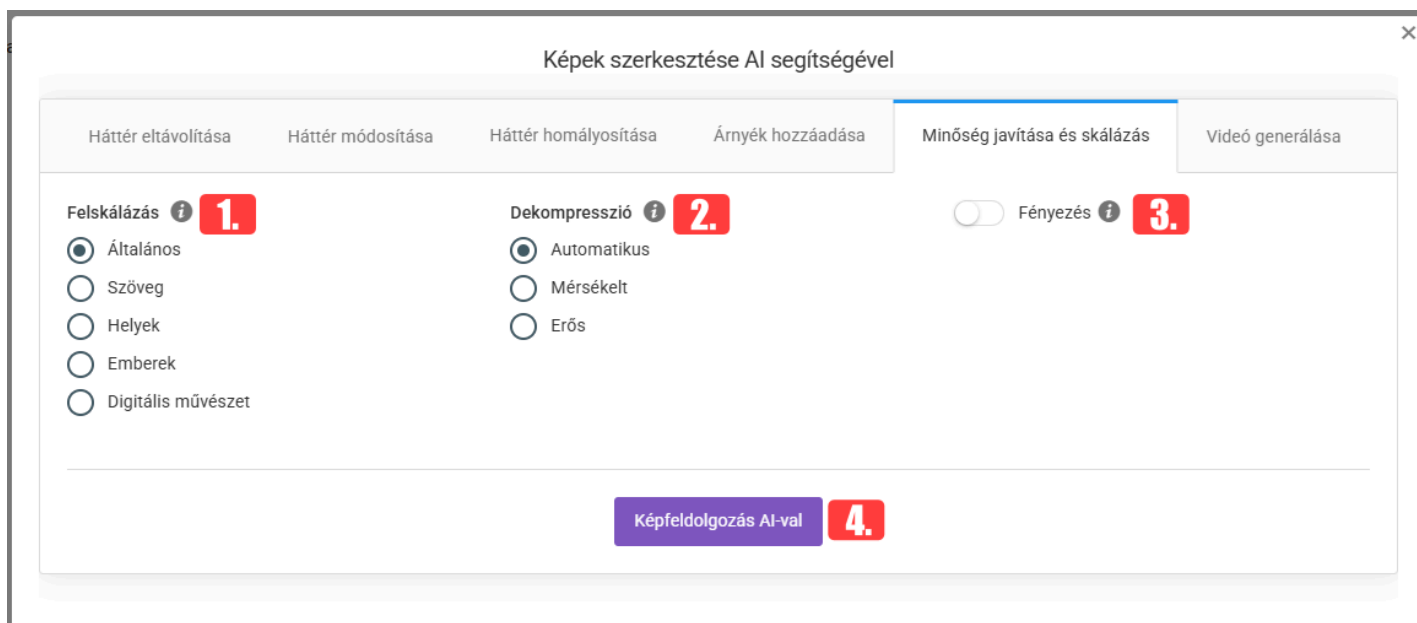 Képek szerkesztése AI segítségével
Háttér eltávolítása
Háttér módosítása
Háttér homályosítása
Árnyék hozzáadása
Minőség javítása és skálázás
Videó generálása
Felskálázás 1.
Általános
Szöveg
Helyek
Emberek
Digitális művészet
Dekompresszió 2.
Automatikus
Mérsékelt
Erős
Fényezés 3.
Képfeldolgozás AI-val 4.